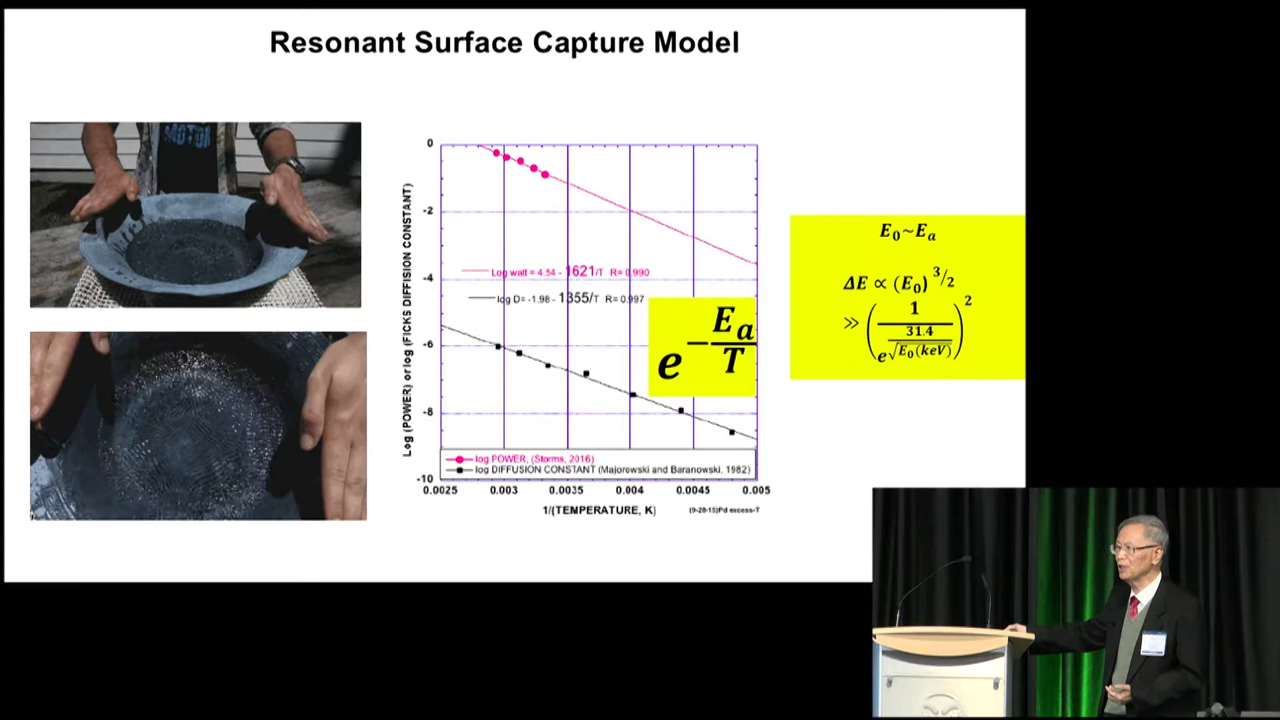 Resonant Surface Capture Model
MOTOR
Log (POWER) or log (FICKS DIFFISION CONSTANT)
0
-2
-4
-6
-8
-10
Log watt = 4.54 - 1621/T R= 0.990
log D= -1.98 - 1355/T R= 0.997
e^-Ea/T
log POWER, (Storms, 2016)
log DIFFUSION CONSTANT (Majorowski and Baranowski, 1982)
0.0025 0.003 0.0035 0.004 0.0045 0.005
1/(TEMPERATURE, K)
(9-28-15)Pd excess-T
E0~Ea
ΔE ∝ (E0)^3/2
≫ (1/e^(31.4/√E0(keV)))^2